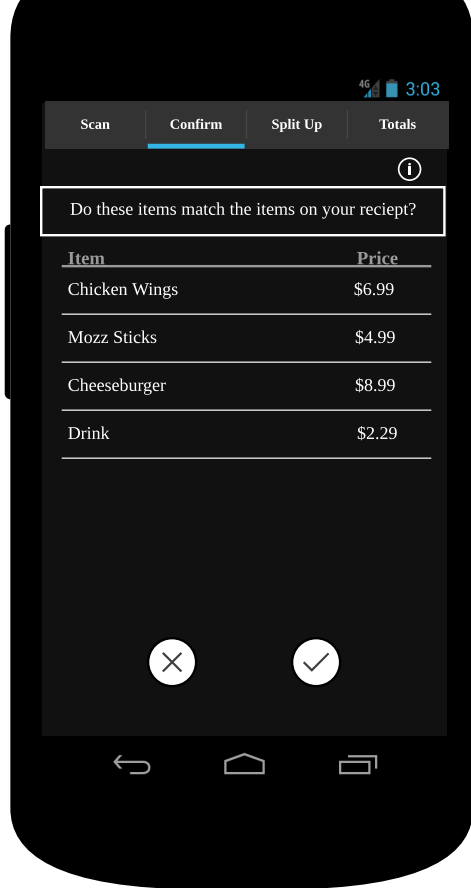 4G 3:03
Scan Confirm Split Up Totals
i
Do these items match the items on your reciept?
Item Price
Chicken Wings $6.99
Mozz Sticks $4.99
Cheeseburger $8.99
Drink $2.29